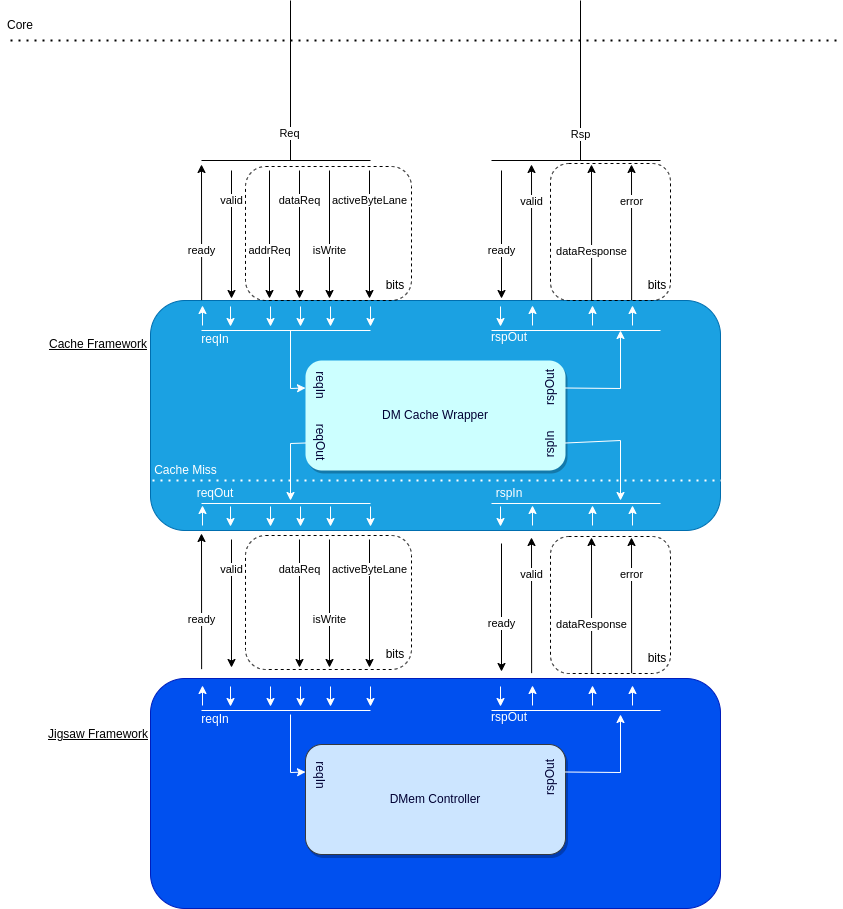 Core
Req
Rsp
valid
dataReq
activeByteLane
valid
error
ready
addrReq
isWrite
ready
dataResponse
bits
bits
reqIn
rspOut
Cache Framework
reqIn
rspOut
DM Cache Wrapper
reqOut
rspIn
Cache Miss
reqOut
rspIn
valid
dataReq
activeByteLane
valid
error
ready
isWrite
ready
dataResponse
bits
bits
reqIn
rspOut
Jigsaw Framework
reqIn
rspOut
DMem Controller